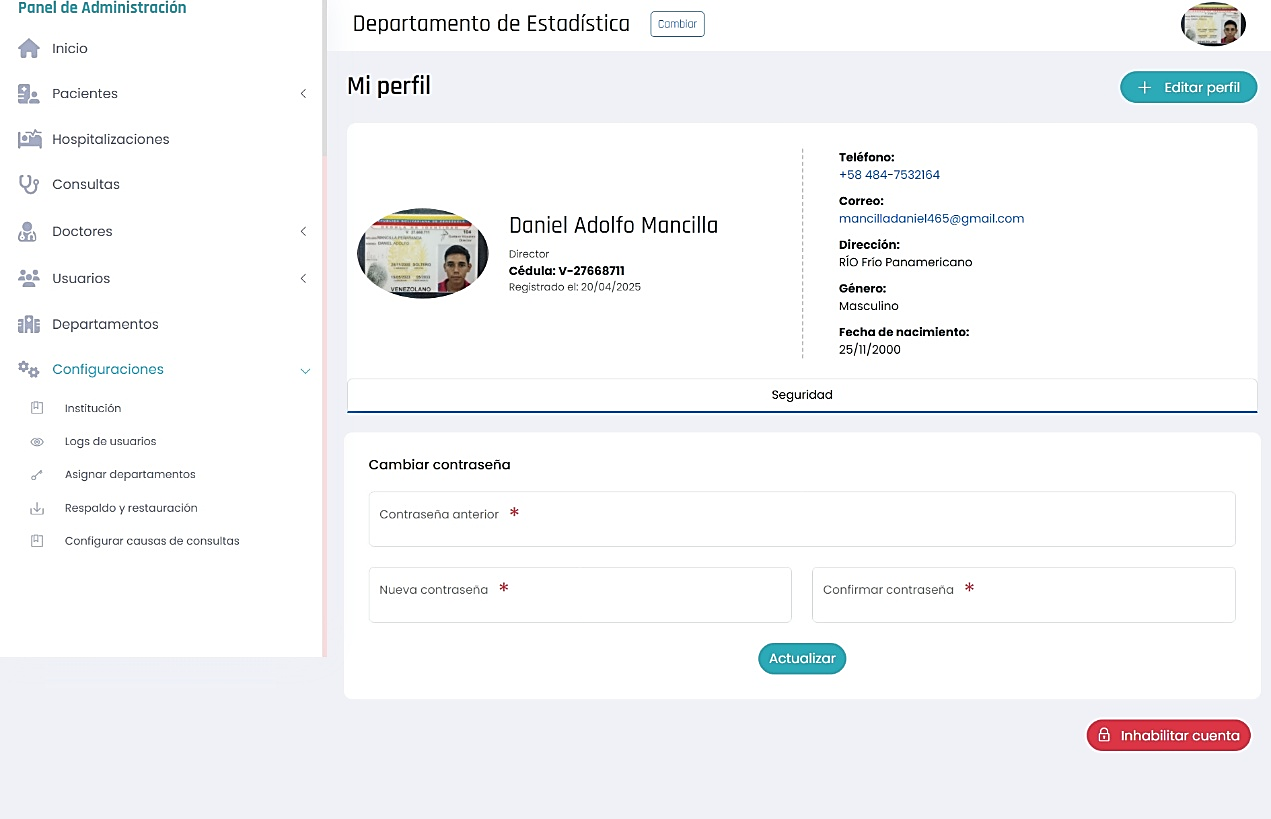 Panel de Administración
Inicio
Pacientes
Hospitalizaciones
Consultas
Doctores
Usuarios
Departamentos
Configuraciones
Institución
Logs de usuarios
Asignar departamentos
Respaldo y restauración
Configurar causas de consultas
Departamento de Estadística
Cambiar
Mi perfil
Editar perfil
Daniel Adolfo Mancilla
Director
Cédula: V-27668711
Registrado el: 20/04/2025
VENEZOLANO
Teléfono:
+58 484-7532164
Correo:
mancilladaniel465@gmail.com
Dirección:
RÍO Frío Panamericano
Género:
Masculino
Fecha de nacimiento:
25/11/2000
Seguridad
Cambiar contraseña
Contraseña anterior *
Nueva contraseña *
Confirmar contraseña *
Actualizar
Inhabilitar cuenta